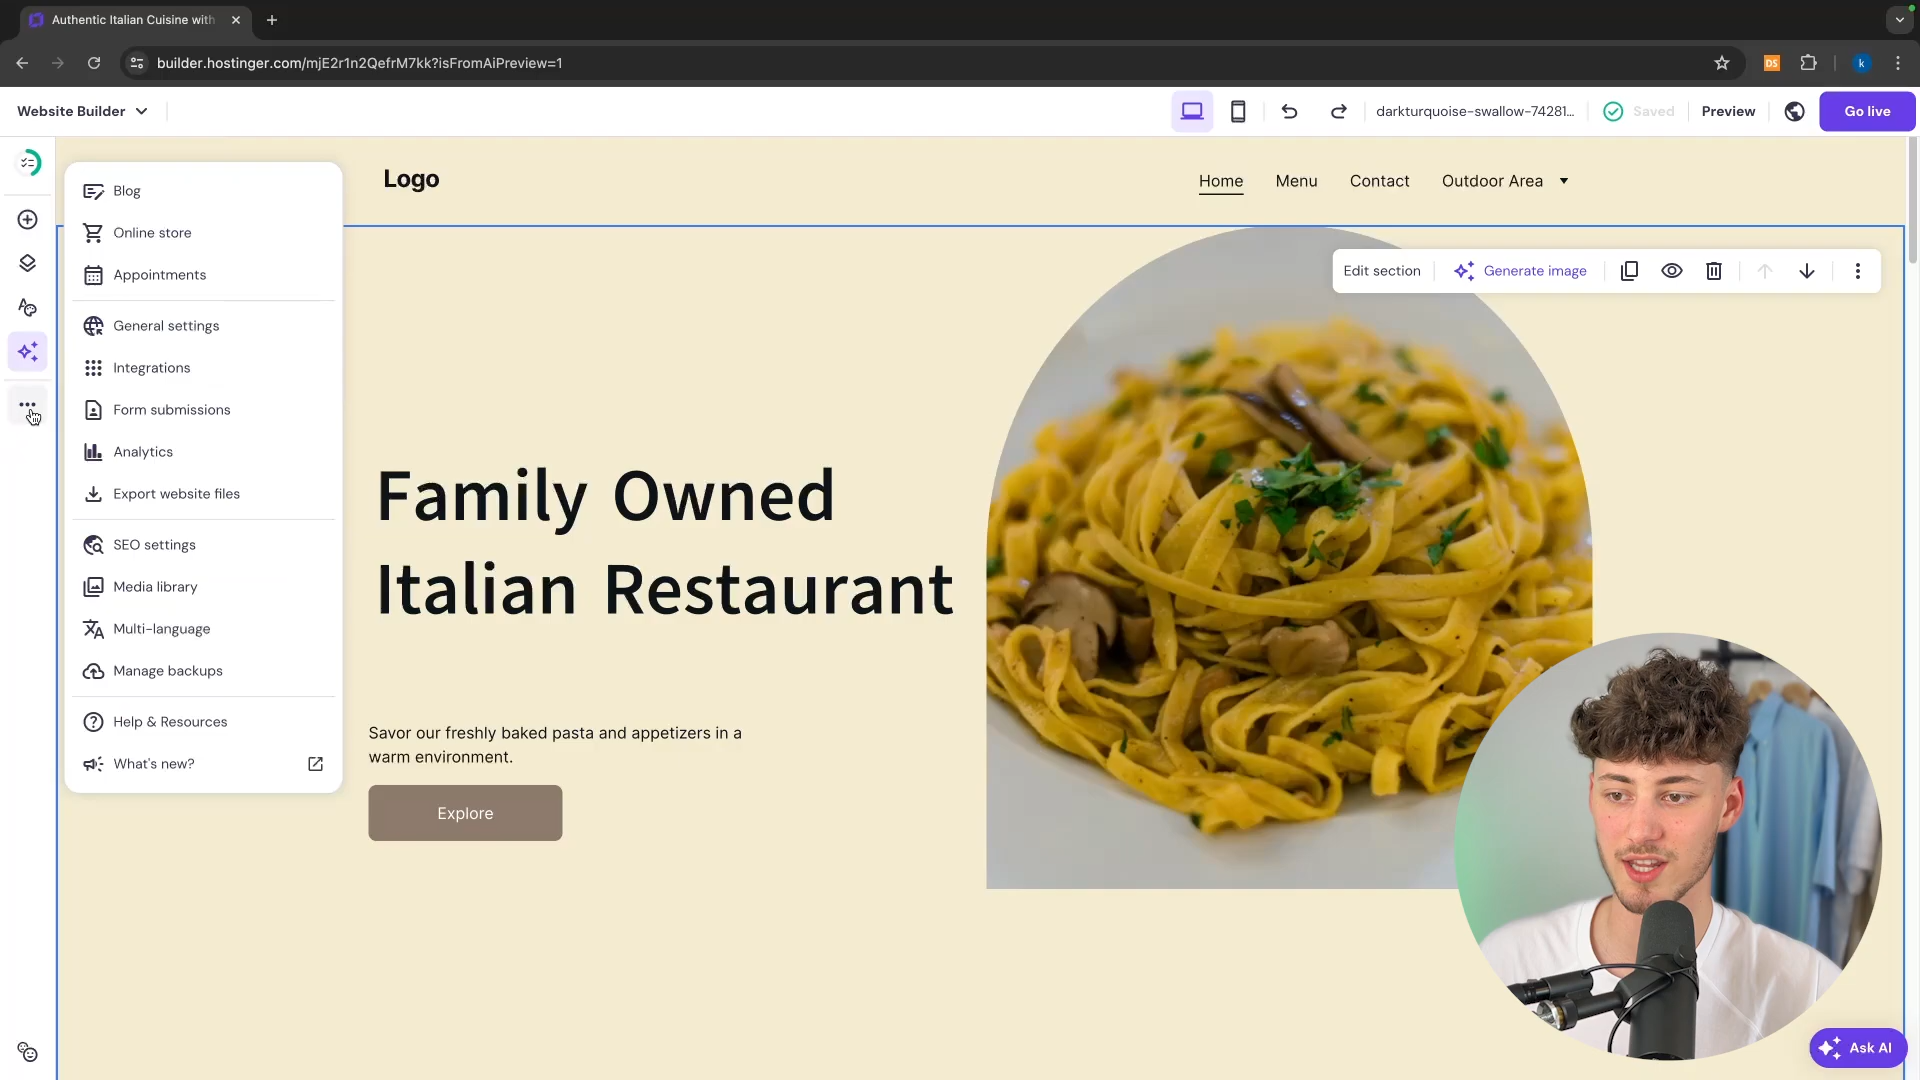 Authentic Italian Cuisine with
builder.hostinger.com/mjE2r1n2QefrM7kk?isFromAiPreview=1
DS
k
Website Builder
darkturquoise-swallow-74281...
Saved
Preview
Go live
Blog
Online store
Appointments
General settings
Integrations
Form submissions
Analytics
Export website files
SEO settings
Media library
Multi-language
Manage backups
Help & Resources
What's new?
Logo
Home
Menu
Contact
Outdoor Area
Edit section
Generate image
Family Owned
Italian Restaurant
Savor our freshly baked pasta and appetizers in a
warm environment.
Explore
Ask AI